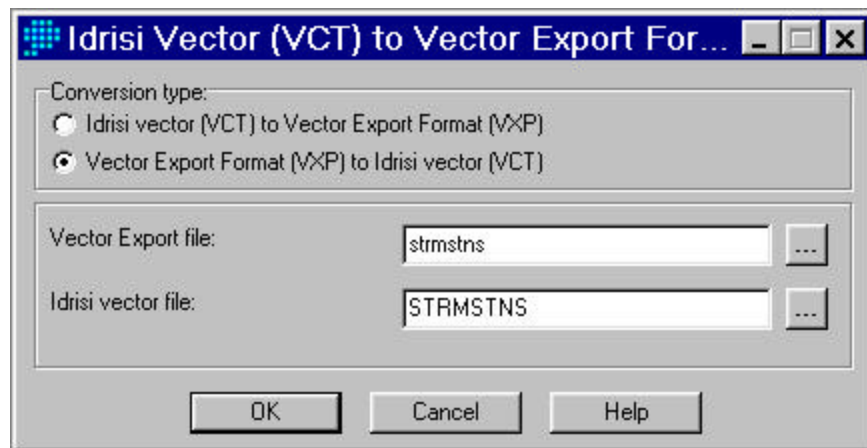 Idrisi Vector (VCT) to Vector Export For...
Conversion type:
Idrisi vector (VCT) to Vector Export Format (VXP)
Vector Export Format (VXP) to Idrisi vector (VCT)
Vector Export file:
strmstns
...
Idrisi vector file:
STRMSTNS
...
OK
Cancel
Help